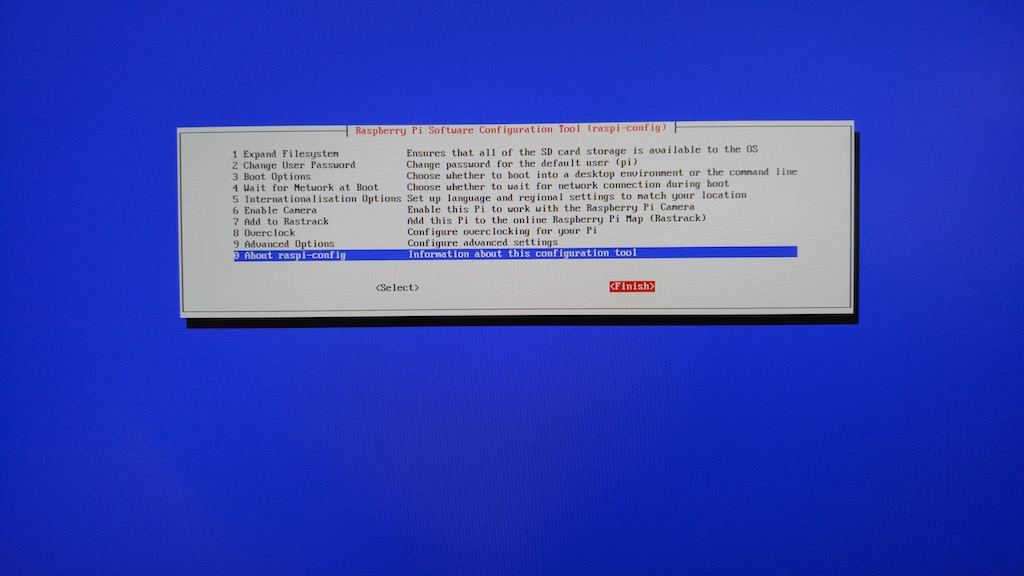 Raspberry Pi Software Configuration Tool (raspi-config)
1 Expand Filesystem Ensures that all of the SD card storage is available to the OS
2 Change User Password Change password for the default user (pi)
3 Boot Options Choose whether to boot into a desktop environment or the command line
4 Wait for Network at Boot Choose whether to wait for network connection during boot
5 Internationalisation Options Set up language and regional settings to match your location
6 Enable Camera Enable this Pi to work with the Raspberry Pi Camera
7 Add to Rastrack Add this Pi to the online Raspberry Pi Map (Rastrack)
8 Overclock Configure overclocking for your Pi
9 Advanced Options Configure advanced settings
0 About raspi-config Information about this configuration tool
<Select> <Finish>